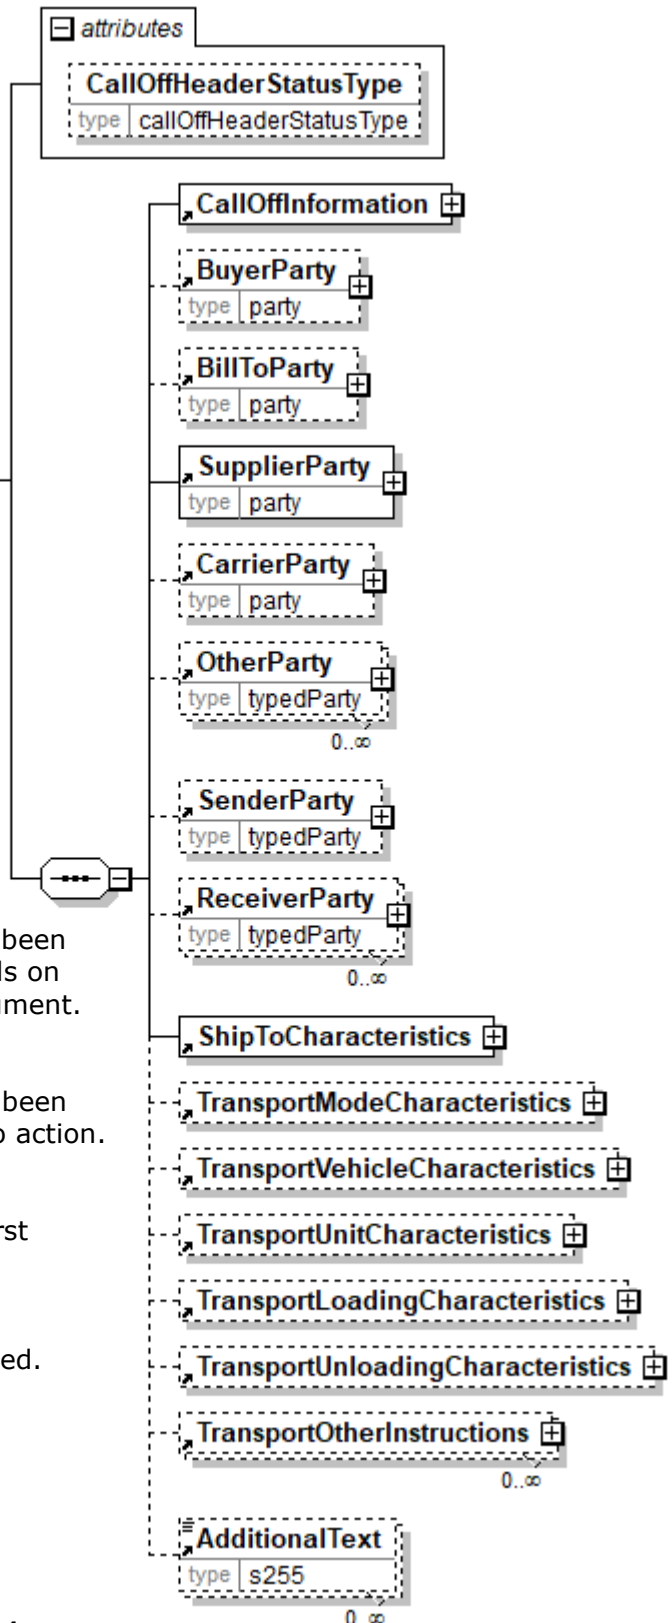 attributes
CallOffHeaderStatusType
type callOffHeaderStatusType
CallOffInformation
BuyerParty
type party
BillToParty
type party
SupplierParty
type party
CarrierParty
type party
OtherParty
type typedParty
0..∞
SenderParty
type typedParty
ReceiverParty
type typedParty
been
ls on
0..∞
ument.
ShipToCharacteristics
been
TransportModeCharacteristics
o action.
TransportVehicleCharacteristics
rst
TransportUnitCharacteristics
TransportLoadingCharacteristics
ed.
TransportUnloadingCharacteristics
TransportOtherInstructions
0..∞
AdditionalText
type s255
0..∞